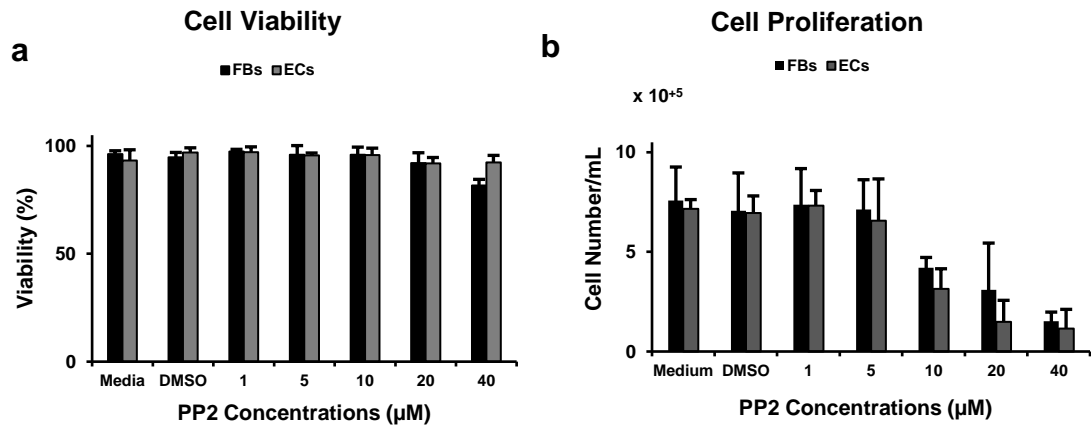 Cell Viability
a
FBs ECs
100
50
0
Viability (%)
Media DMSO 1 5 10 20 40
PP2 Concentrations (µM)
Cell Proliferation
b
FBs ECs
x 10+5
10
5
0
Cell Number/mL
Medium DMSO 1 5 10 20 40
PP2 Concentrations (µM)